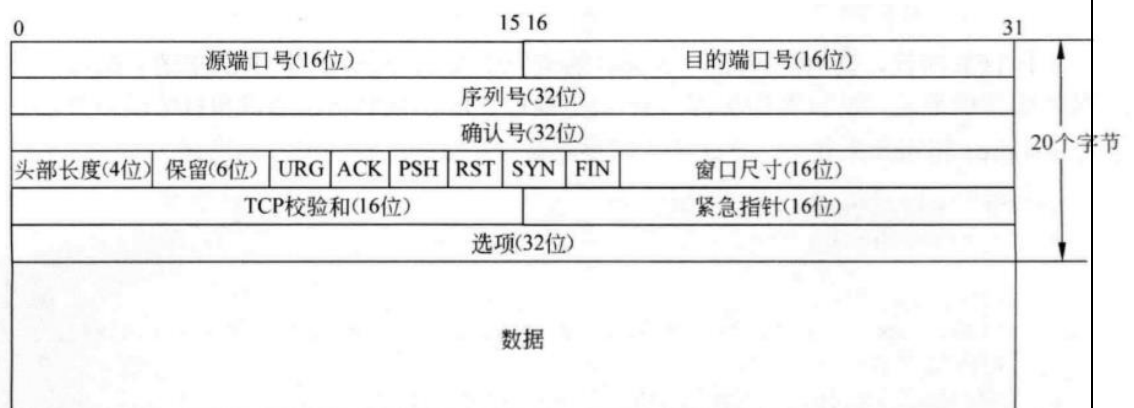 0 15 16 31
源端口号(16位) 目的端口号(16位)
序列号(32位)
确认号(32位)
20个字节
头部长度(4位) 保留(6位) URG ACK PSH RST SYN FIN 窗口尺寸(16位)
TCP校验和(16位) 紧急指针(16位)
选项(32位)
数据